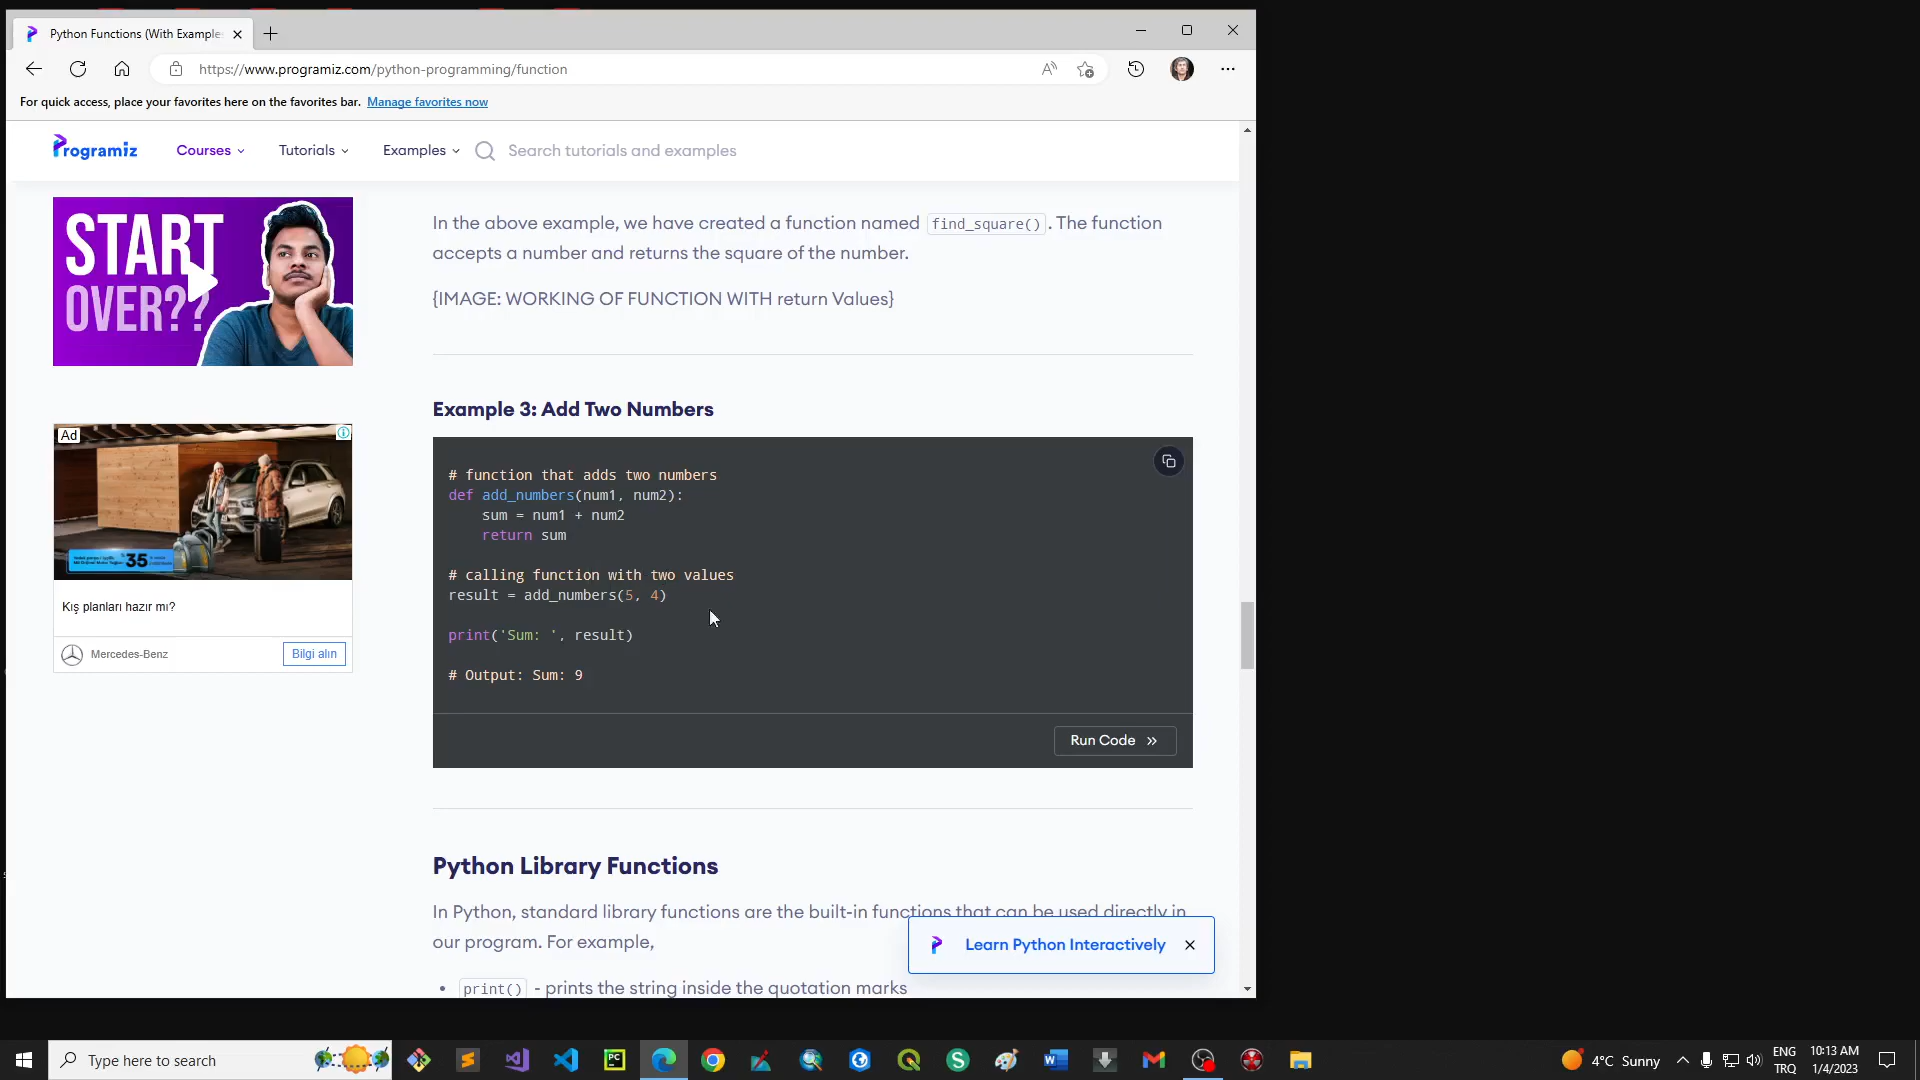 Python Functions (With Example
https://www.programiz.com/python-programming/function
For quick access, place your favorites here on the favorites bar. Manage favorites now
Programiz
Courses
Tutorials
Examples
Search tutorials and examples
START
OVER??
In the above example, we have created a function named find_square(). The function
accepts a number and returns the square of the number.
{IMAGE: WORKING OF FUNCTION WITH return Values}
Example 3: Add Two Numbers
# function that adds two numbers
def add_numbers(num1, num2):
    sum = num1 + num2
    return sum
# calling function with two values
result = add_numbers(5, 4)
print('Sum: ', result)
# Output: Sum: 9
Run Code »
Ad
35
Kış planları hazır mı?
Mercedes-Benz
Bilgi alın
Python Library Functions
In Python, standard library functions are the built-in functions that can be used directly in
our program. For example,
• print() - prints the string inside the quotation marks
Learn Python Interactively
Type here to search
4°C Sunny
ENG
TRQ
10:13 AM
1/4/2023